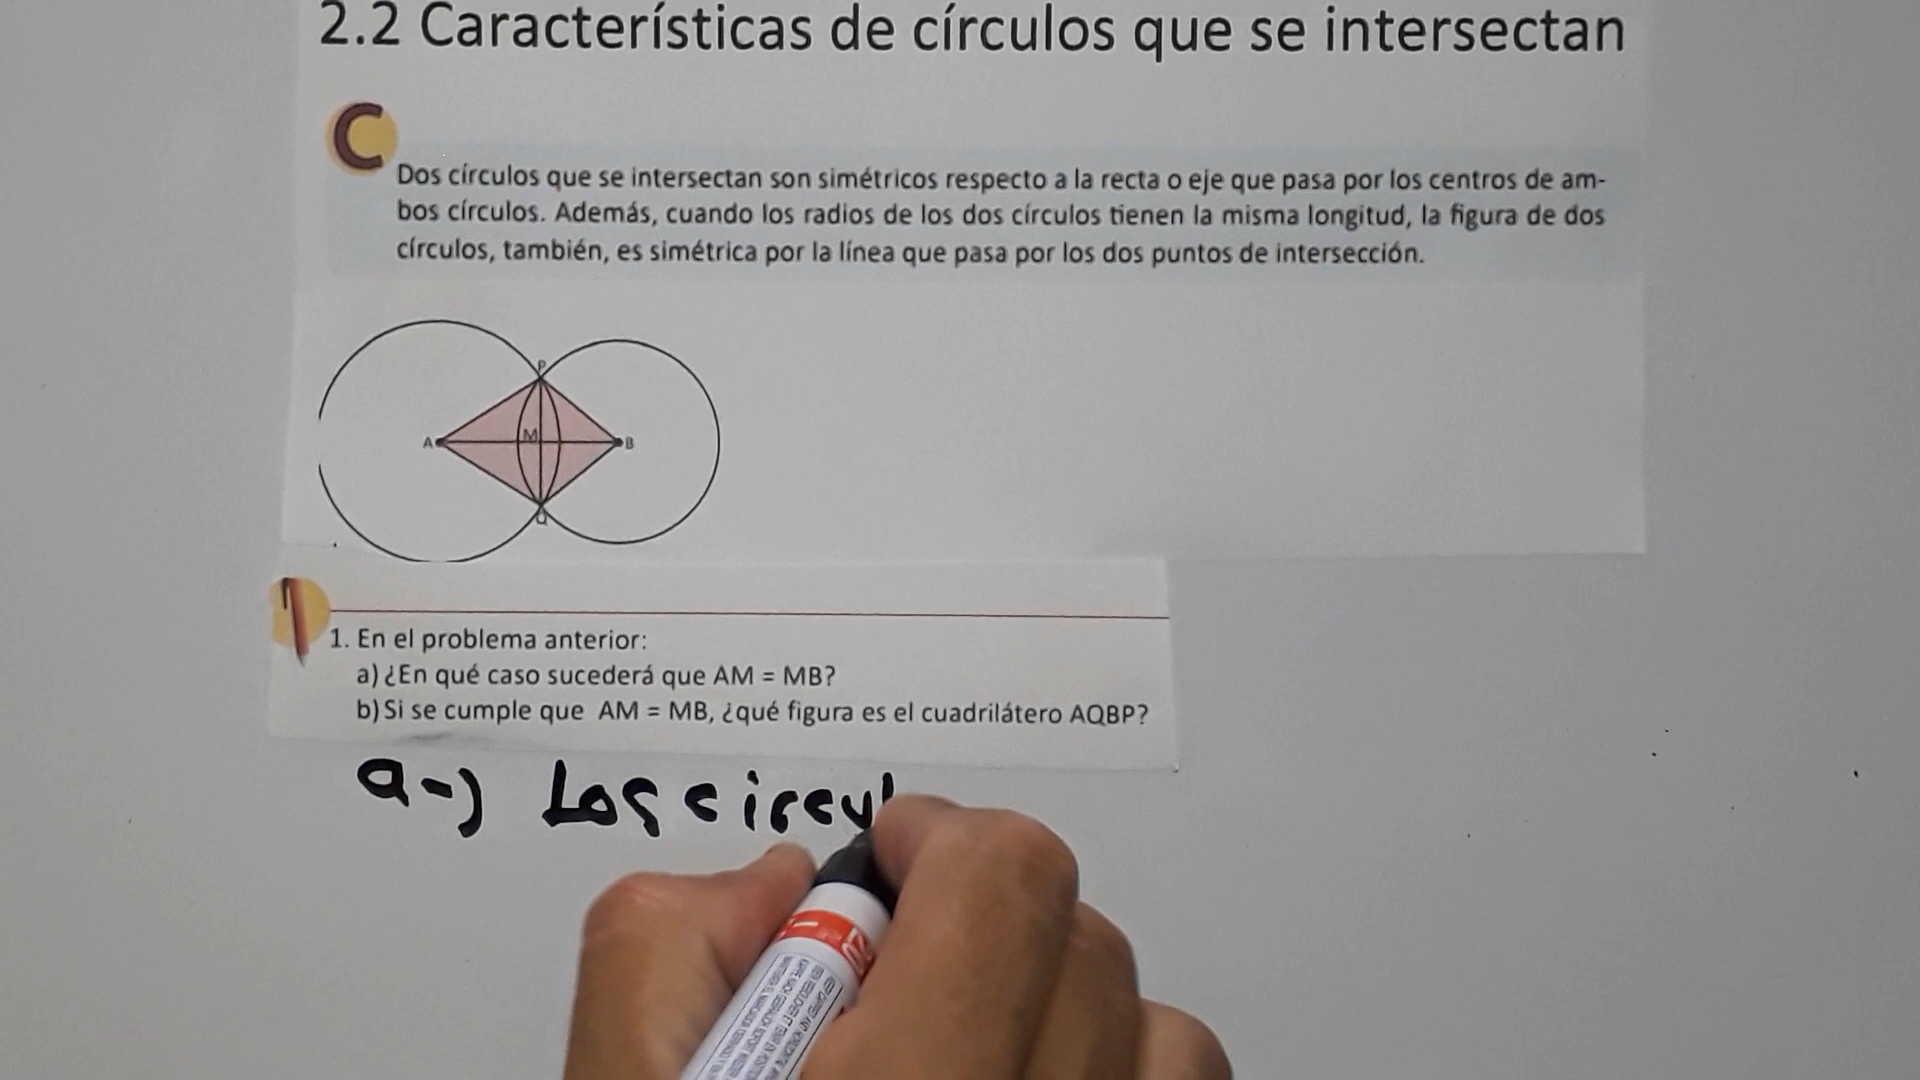 2.2 Características de círculos que se intersectan
C
Dos círculos que se intersectan son simétricos respecto a la recta o eje que pasa por los centros de am-
bos círculos. Además, cuando los radios de los dos círculos tienen la misma longitud, la figura de dos
círculos, también, es simétrica por la línea que pasa por los dos puntos de intersección.
P
A M B
Q
1. En el problema anterior:
a) ¿En qué caso sucederá que AM = MB?
b) Si se cumple que AM = MB, ¿qué figura es el cuadrilátero AQBP?
a-) Los circul